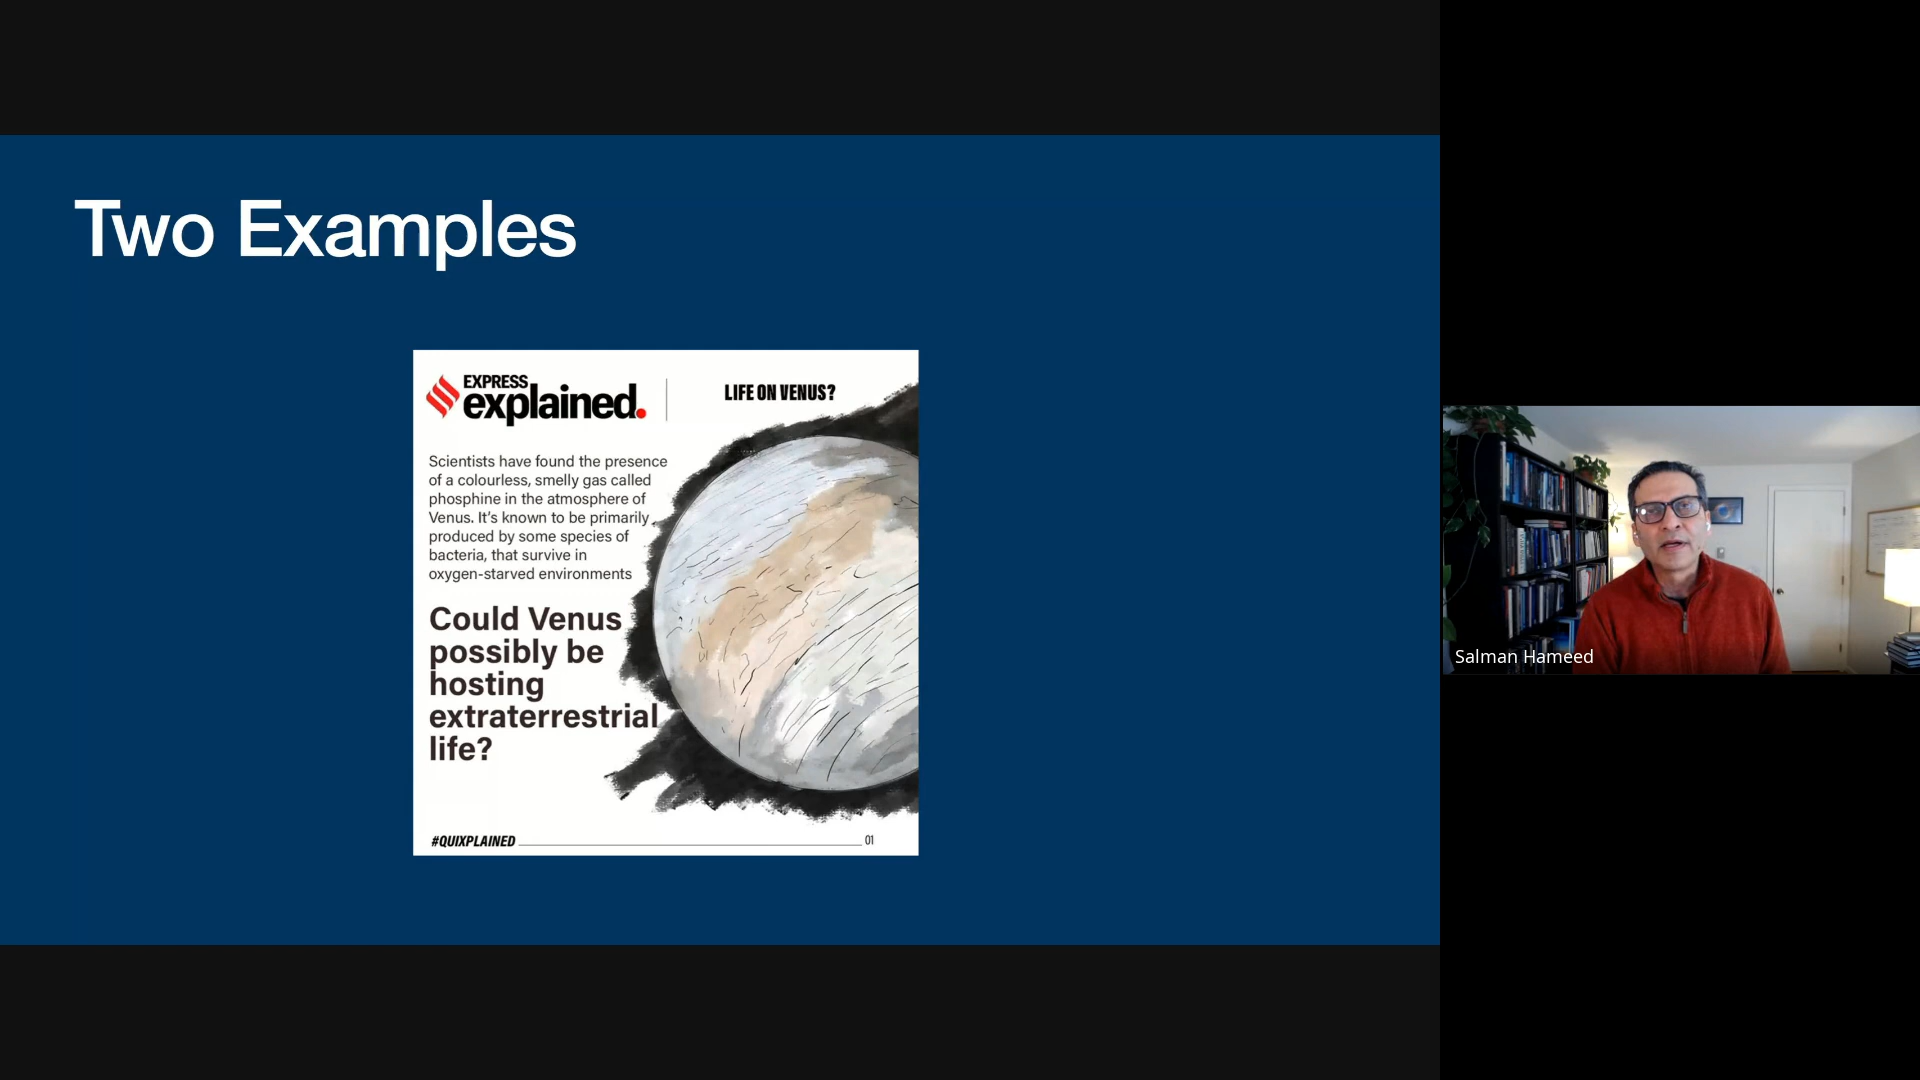 Two Examples
EXPRESS
explained.
LIFE ON VENUS?
Scientists have found the presence
of a colourless, smelly gas called
phosphine in the atmosphere of
Venus. It's known to be primarily
produced by some species of
bacteria, that survive in
oxygen-starved environments
Could Venus
possibly be
hosting
extraterrestrial
life?
#QUIXPLAINED
01
Salman Hameed